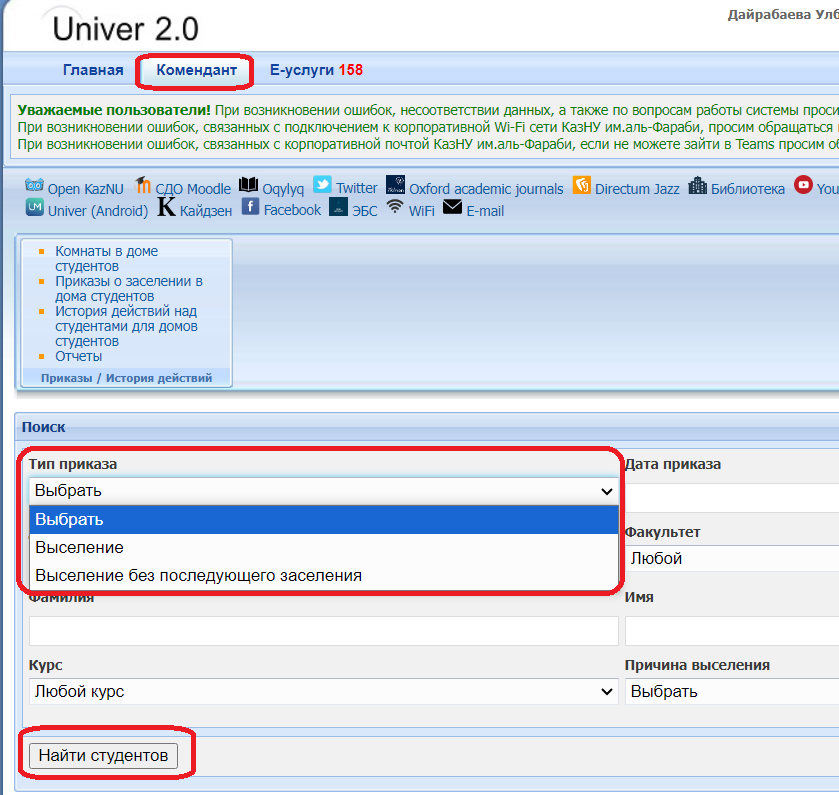 Univer 2.0
Дайрабаева
Главная Комендант Е-услуги 158
Уважаемые пользователи! При возникновении ошибок, несоответствии данных, а также по вопросам работы системы
При возникновении ошибок, связанных с подключением к корпоративной Wi-Fi сети КазНУ им.аль-Фараби, просим обращаться
При возникновении ошибок, связанных с корпоративной почтой КазНУ им.аль-Фараби, если не можете зайти в Teams просим
Open KazNU СДО Moodle Oqylyq Twitter Oxford academic journals Directum Jazz Библиотека
Univer (Android) Кайдзен Facebook ЭБС WiFi E-mail
Комнаты в доме
студентов
Приказы о заселении в
дома студентов
История действий над
студентами для домов
студентов
Отчеты
Приказы / История действий
Поиск
Тип приказа Дата приказа
Выбрать
Выбрать
Выселение
Факультет
Любой
Выселение без последующего заселения
Фамилия Имя
Курс Причина выселения
Любой курс Выбрать
Найти студентов